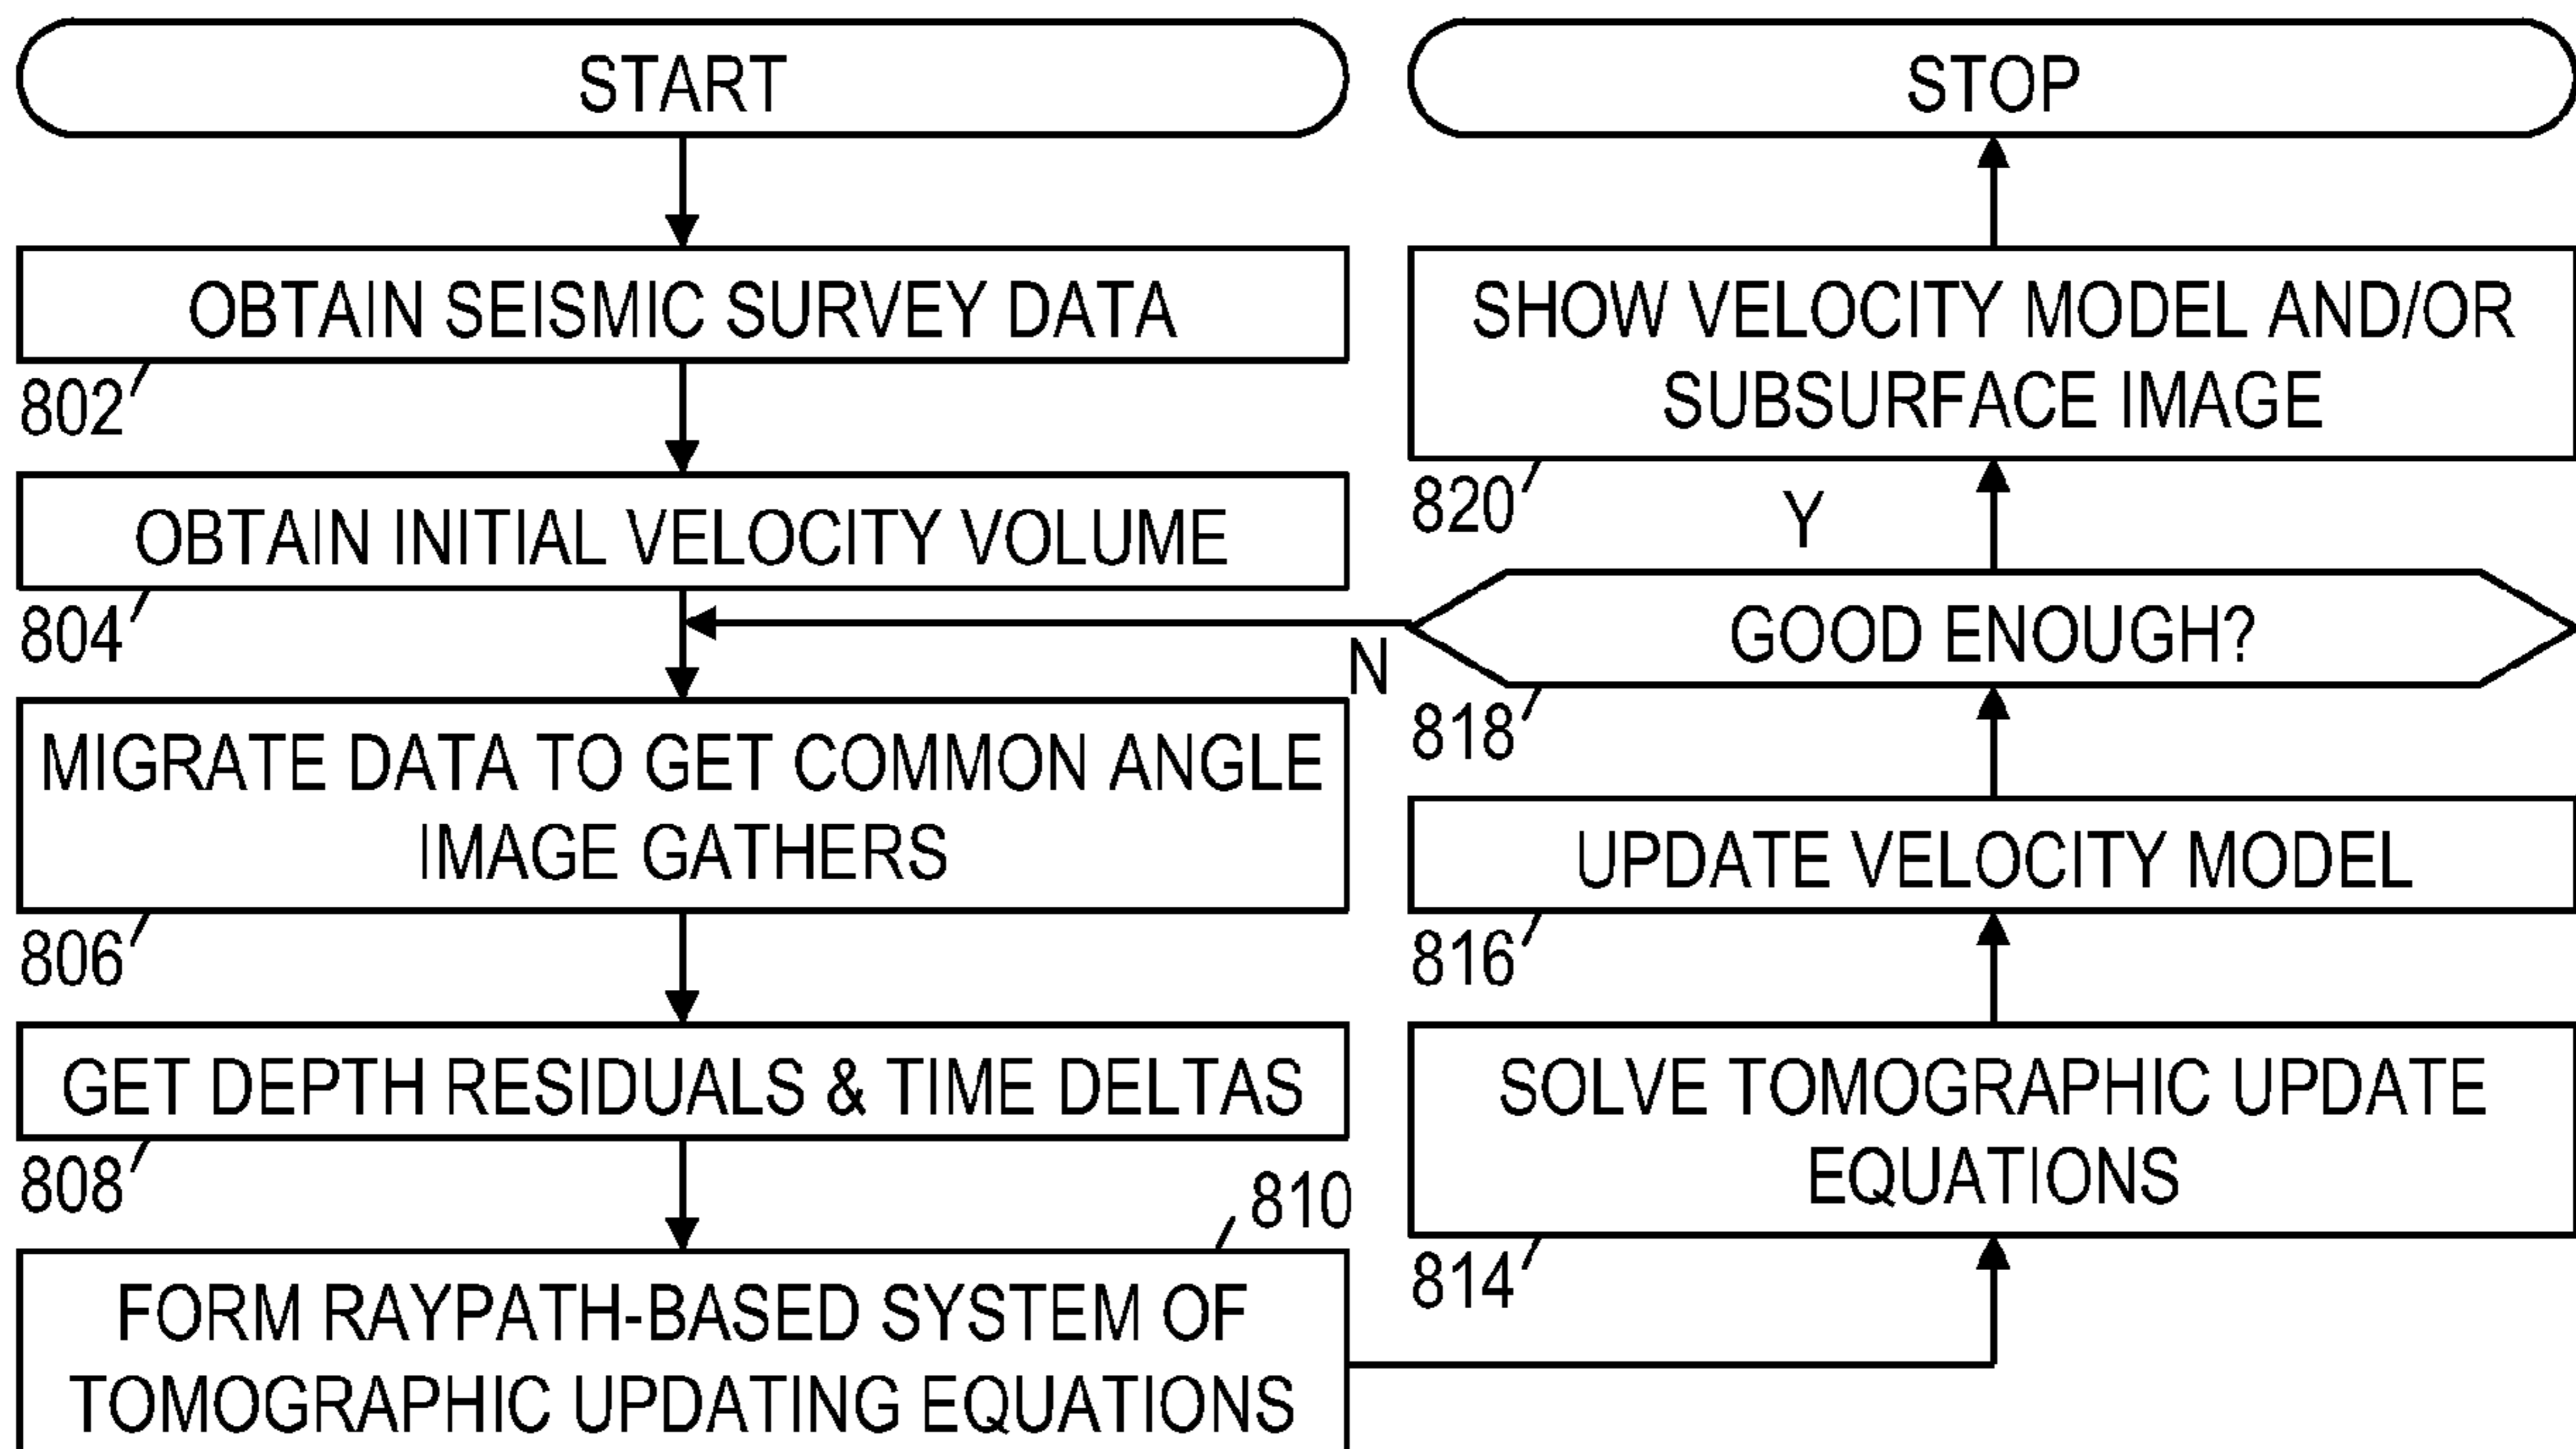 START
OBTAIN SEISMIC SURVEY DATA
802
OBTAIN INITIAL VELOCITY VOLUME
804
MIGRATE DATA TO GET COMMON ANGLE
IMAGE GATHERS
806
GET DEPTH RESIDUALS & TIME DELTAS
808
810
FORM RAYPATH-BASED SYSTEM OF
TOMOGRAPHIC UPDATING EQUATIONS
STOP
SHOW VELOCITY MODEL AND/OR
SUBSURFACE IMAGE
820
Y
GOOD ENOUGH?
N
818
UPDATE VELOCITY MODEL
816
SOLVE TOMOGRAPHIC UPDATE
EQUATIONS
814